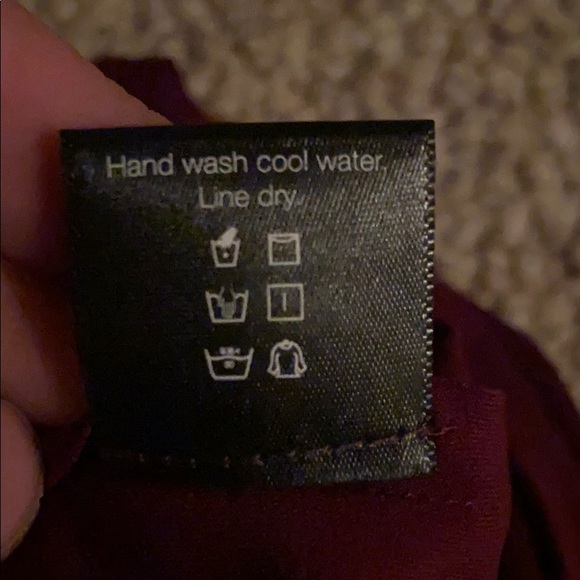 Hand wash cool water.
Line dry.